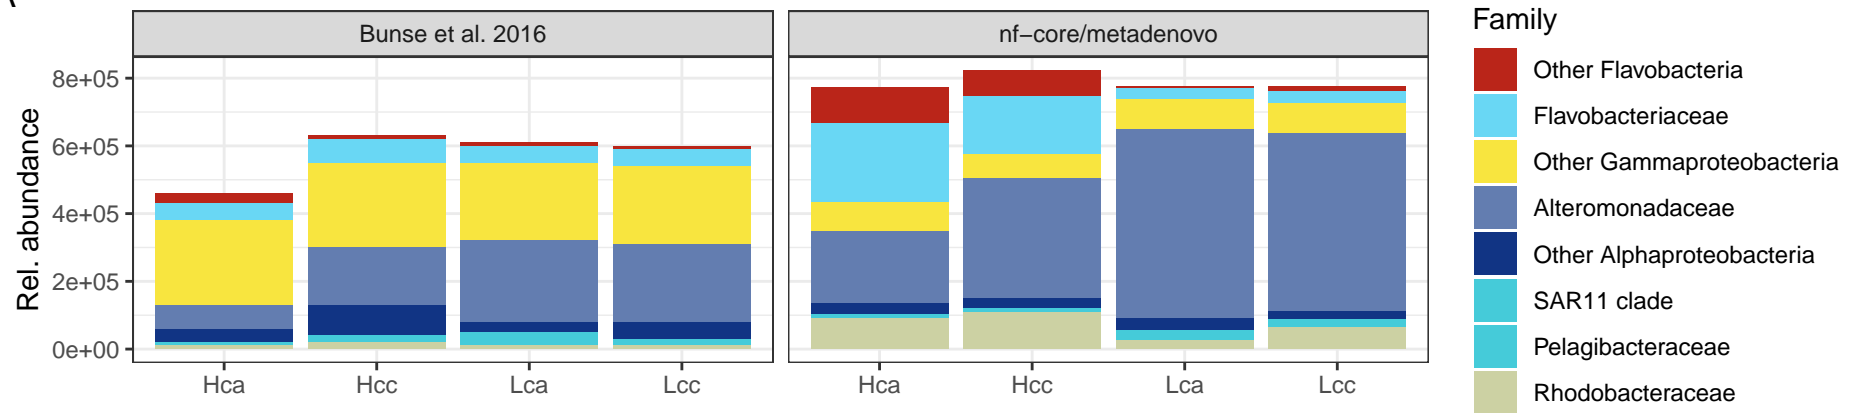 Bunse et al. 2016
nf−core/metadenovo
Family
Other Flavobacteria
Flavobacteriaceae
Other Gammaproteobacteria
Alteromonadaceae
Other Alphaproteobacteria
SAR11 clade
Pelagibacteraceae
Rhodobacteraceae
Rel. abundance
8e+05
6e+05
4e+05
2e+05
0e+00
Hca Hcc Lca Lcc
Hca Hcc Lca Lcc